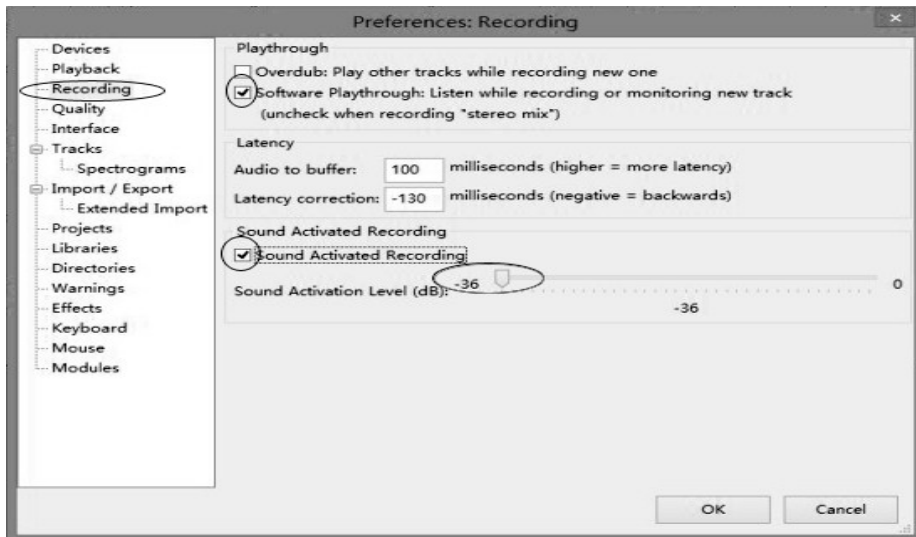 Preferences: Recording
Devices
Playback
Recording
Quality
Interface
Tracks
Spectrograms
Import / Export
Extended Import
Projects
Libraries
Directories
Warnings
Effects
Keyboard
Mouse
Modules
Playthrough
Overdub: Play other tracks while recording new one
Software Playthrough: Listen while recording or monitoring new track
(uncheck when recording "stereo mix")
Latency
Audio to buffer: 100 milliseconds (higher = more latency)
Latency correction: -130 milliseconds (negative = backwards)
Sound Activated Recording
Sound Activated Recording
Sound Activation Level (dB): -36 0
-36
OK Cancel